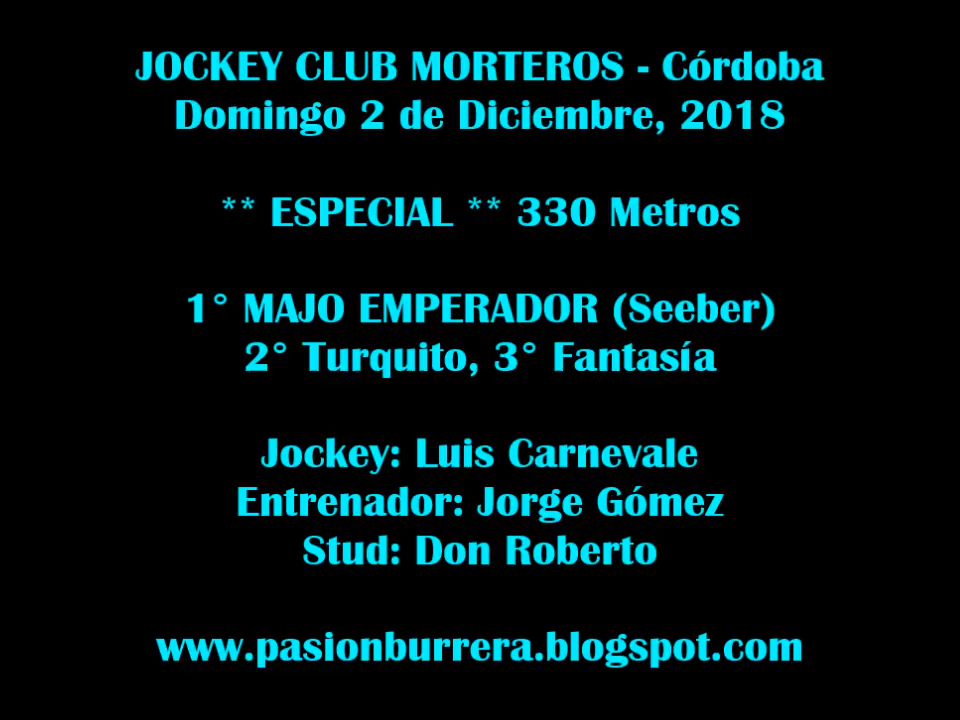 JOCKEY CLUB MORTEROS - Córdoba
Domingo 2 de Diciembre, 2018
** ESPECIAL ** 330 Metros
1° MAJO EMPERADOR (Seeber)
2° Turquito, 3° Fantasía
Jockey: Luis Carnevale
Entrenador: Jorge Gómez
Stud: Don Roberto
www.pasionburrera.blogspot.com